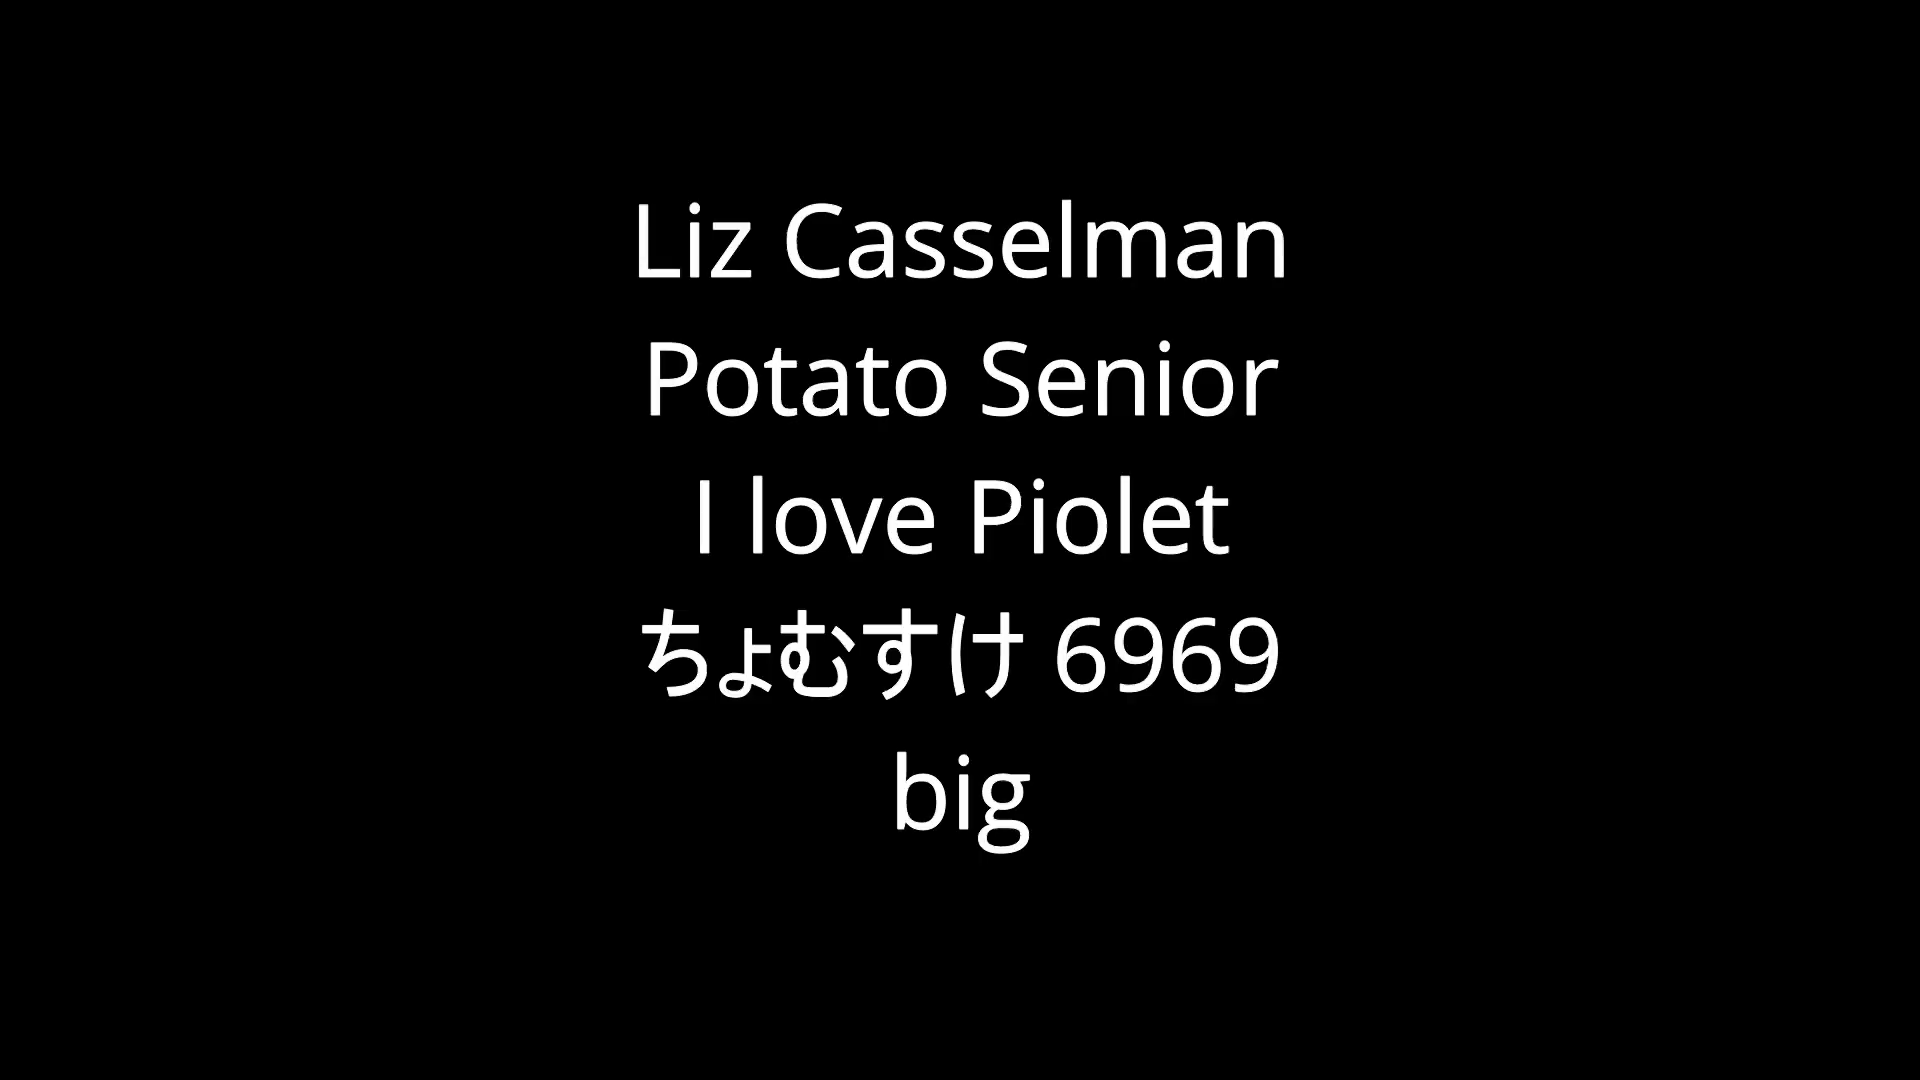 Liz Casselman
Potato Senior
I love Piolet
ちょむすけ 6969
big